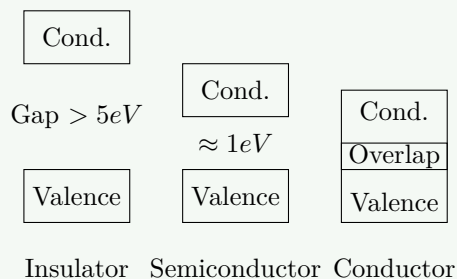 Cond.
Gap > 5eV
Valence
Insulator
Cond.
≈ 1eV
Valence
Semiconductor
Cond.
Overlap
Valence
Conductor